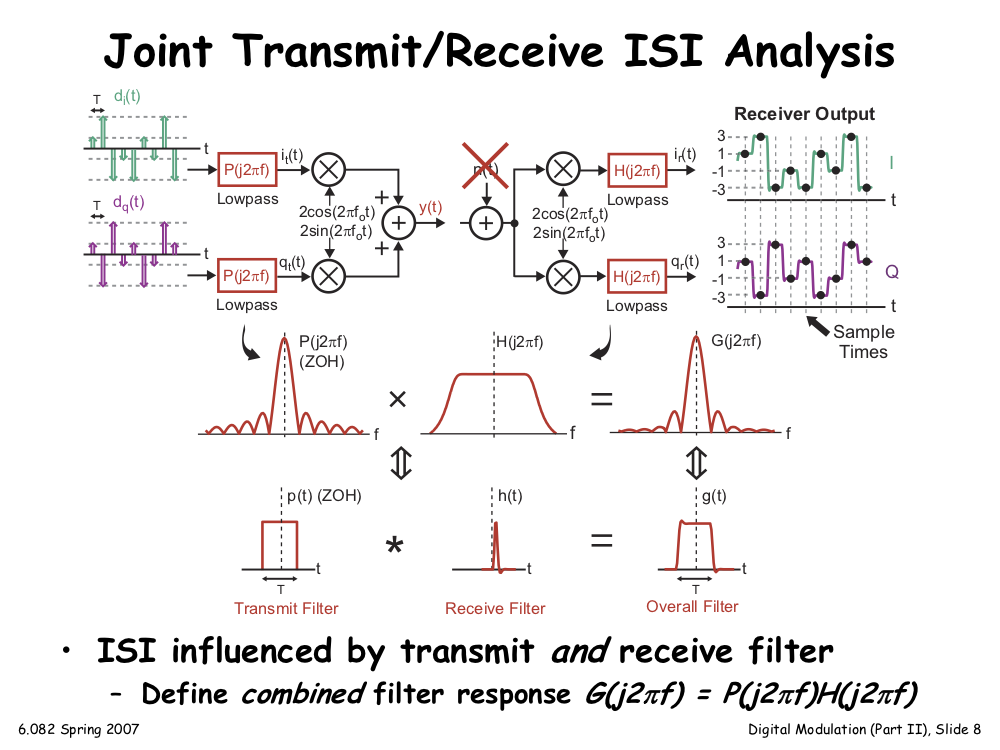 Joint Transmit/Receive ISI Analysis
T
di(t)
t
P(j2πf)
Lowpass
it(t)
T
dq(t)
t
P(j2πf)
Lowpass
qt(t)
2cos(2πfot)
2sin(2πfot)
+
+
+
y(t)
n(t)
+
2cos(2πfot)
2sin(2πfot)
H(j2πf)
Lowpass
ir(t)
H(j2πf)
Lowpass
qr(t)
Receiver Output
3
1
-1
-3
I
t
3
1
-1
-3
Q
t
Sample
Times
P(j2πf)
(ZOH)
f
×
H(j2πf)
f
=
G(j2πf)
f
p(t) (ZOH)
t
T
Transmit Filter
*
h(t)
t
Receive Filter
=
g(t)
t
T
Overall Filter
• ISI influenced by transmit and receive filter
– Define combined filter response G(j2πf) = P(j2πf)H(j2πf)
6.082 Spring 2007
Digital Modulation (Part II), Slide 8